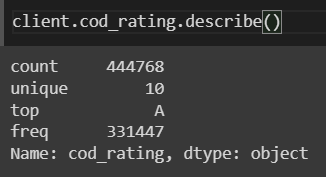 client.cod_rating.describe()
count 444768
unique 10
top A
freq 331447
Name: cod_rating, dtype: object